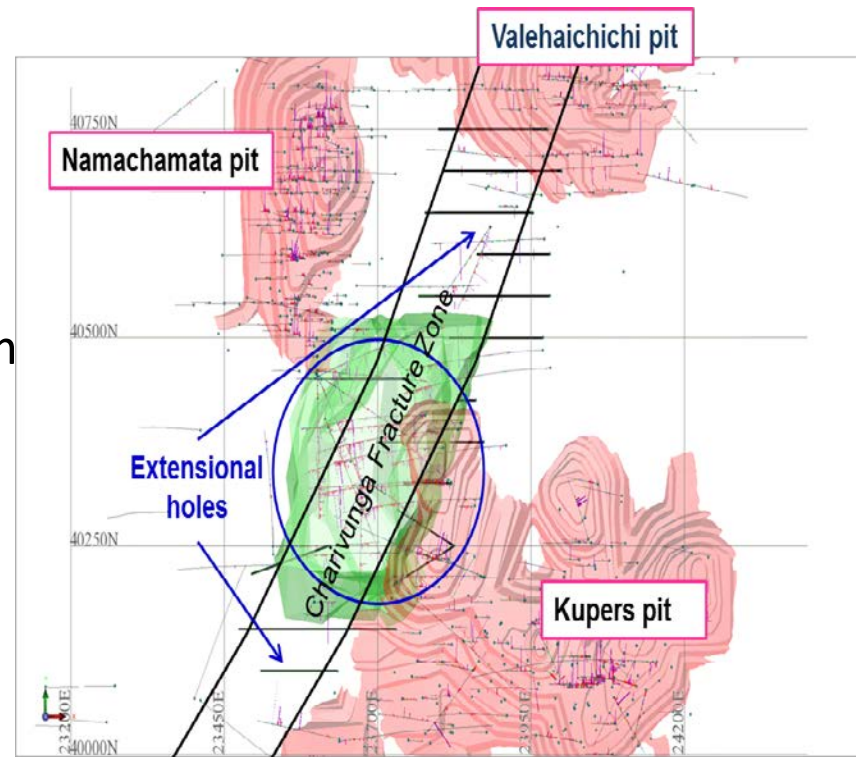 Valehaichichi pit
40750N
Namachamata pit
40500N
n
Charivunga Fracture Zone
Extensional
holes
40250N
Kupers pit
23200E
23450E
23700E
23950E
24200E
40000N